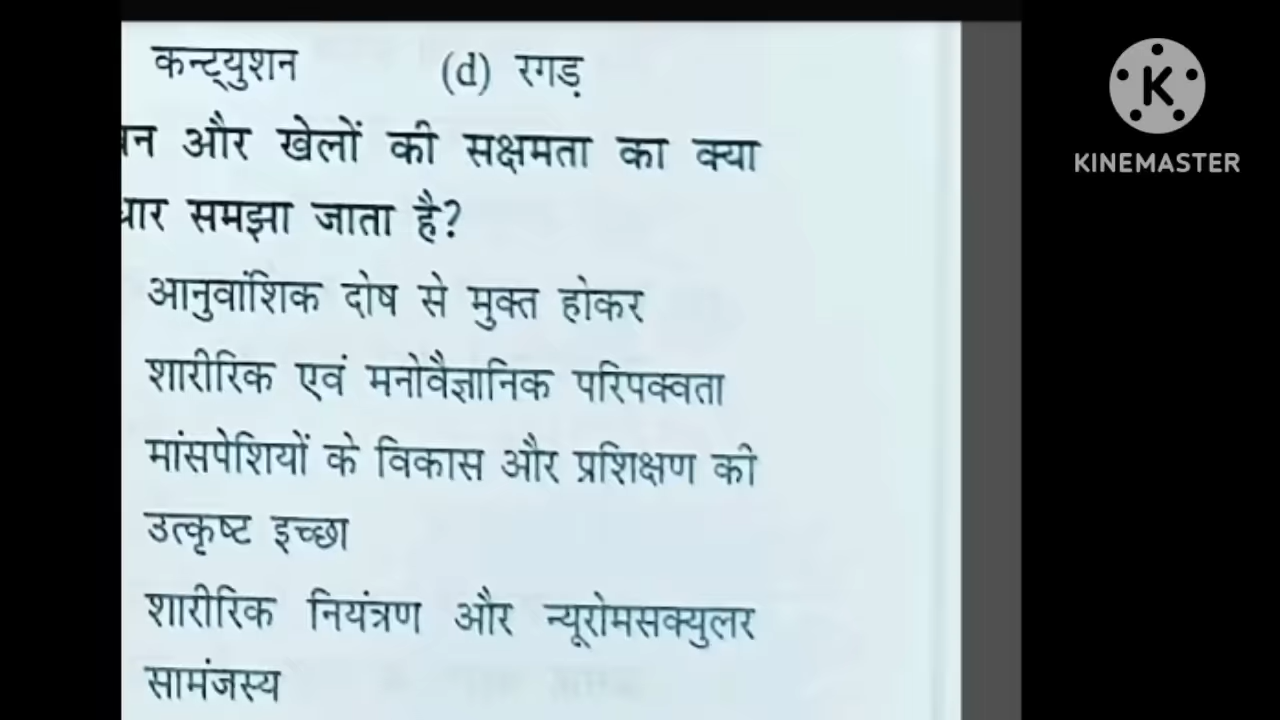 कन्ट्युशन (d) रगड़
और खेलों की सक्षमता का क्या
समझा जाता है?
आनुवांशिक दोष से मुक्त होकर
शारीरिक एवं मनोवैज्ञानिक परिपक्वता
मांसपेशियों के विकास और प्रशिक्षण की
उत्कृष्ट इच्छा
शारीरिक नियंत्रण और न्यूरोमसक्युलर
सामंजस्य
KINEMASTER